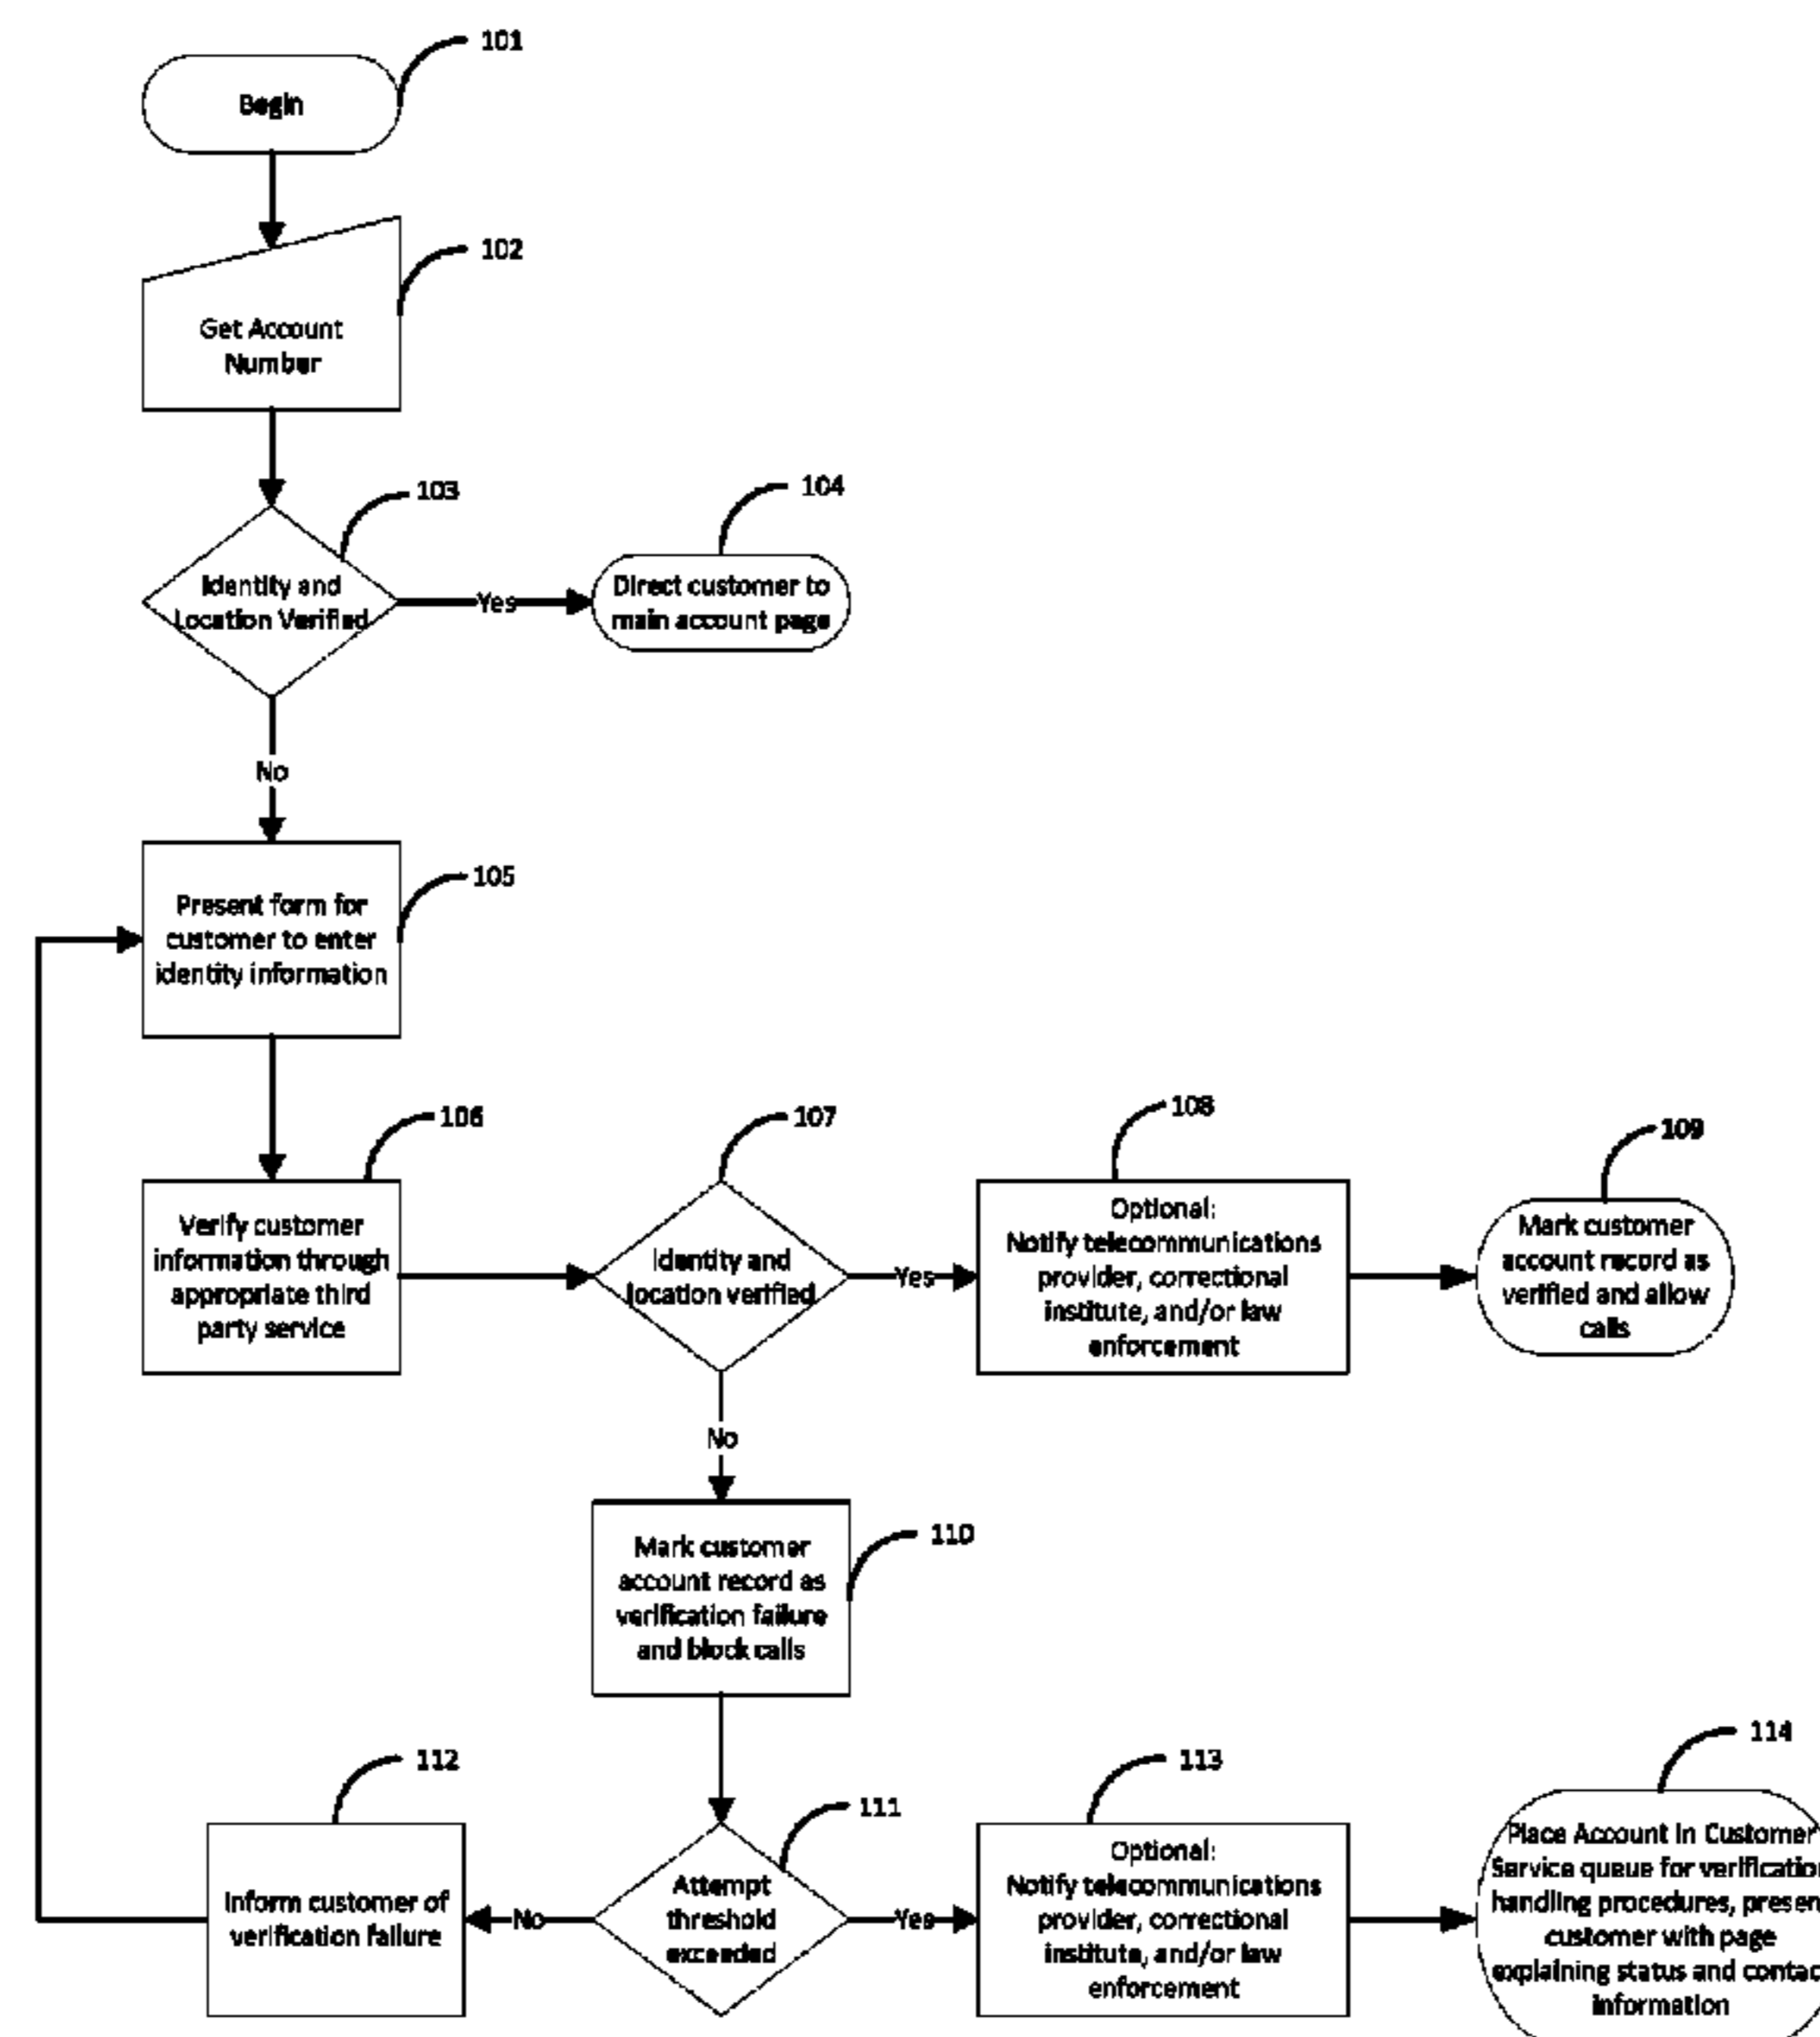 101
Begin
102
Get Account
Number
103
Identity and
Location Verified
Yes
104
Direct customer to
main account page
No
105
Present form for
customer to enter
identity information
106
Verify customer
information through
appropriate third
party service
107
Identity and
location verified
Yes
108
Optional:
Notify telecommunications
provider, correctional
institute, and/or law
enforcement
109
Mark customer
account record as
verified and allow
calls
No
110
Mark customer
account record as
verification failure
and block calls
111
Attempt
threshold
exceeded
No
112
Inform customer of
verification failure
Yes
113
Optional:
Notify telecommunications
provider, correctional
institute, and/or law
enforcement
114
Place Account in Customer
Service queue for
handling procedures,
customer with page
explaining status and
information